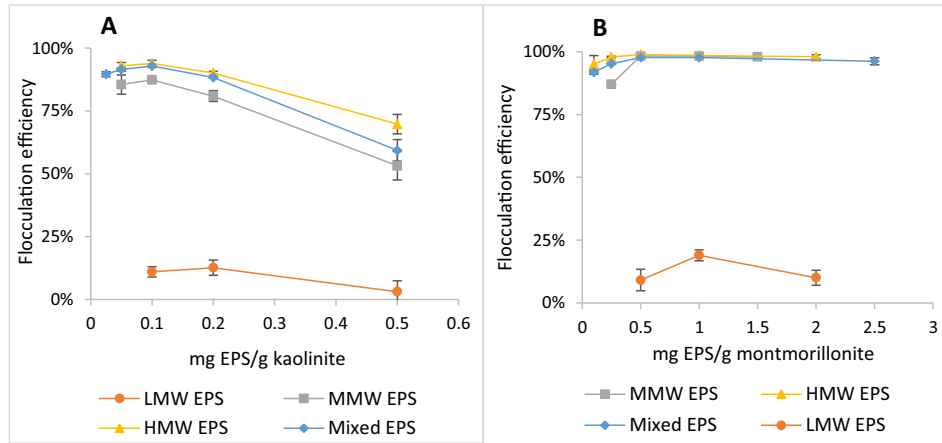 A
100%
75%
50%
25%
0%
Flocculation efficiency
0 0.1 0.2 0.3 0.4 0.5 0.6
mg EPS/g kaolinite
LMW EPS MMW EPS
HMW EPS Mixed EPS
B
100%
75%
50%
25%
0%
Flocculation efficiency
0 0.5 1 1.5 2 2.5 3
mg EPS/g montmorillonite
MMW EPS HMW EPS
Mixed EPS LMW EPS